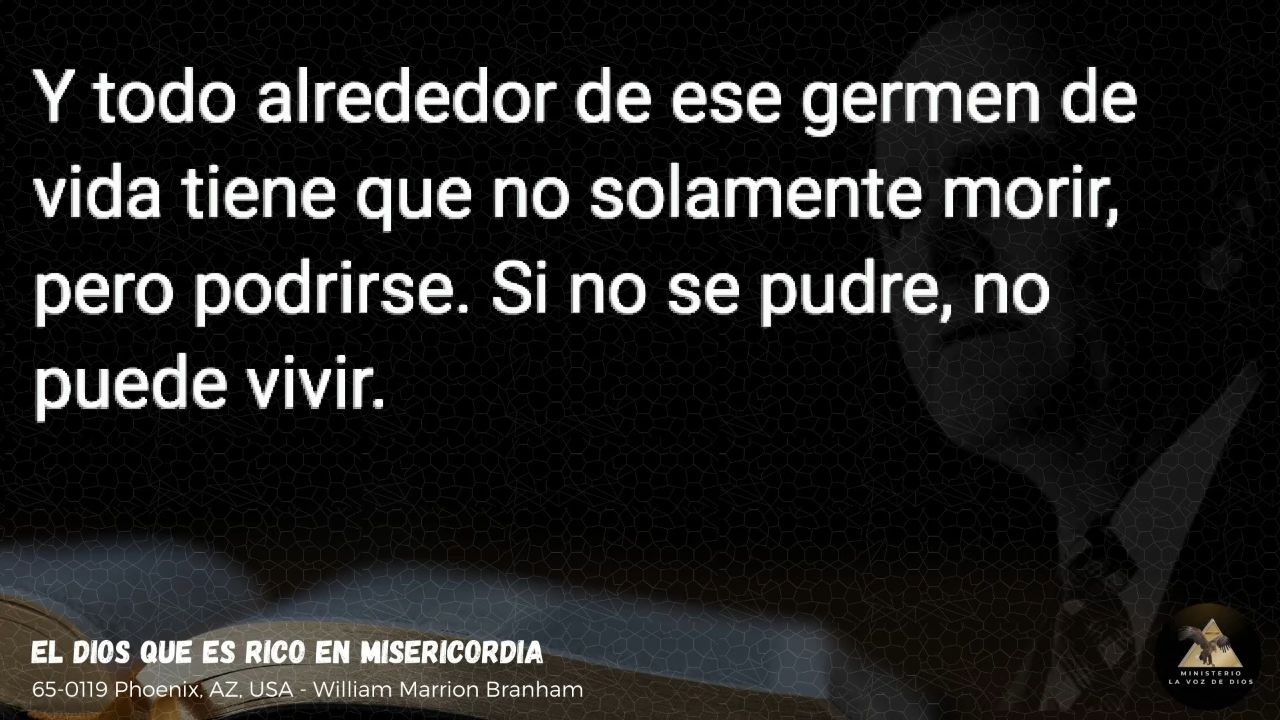 Y todo alrededor de ese germen de
vida tiene que no solamente morir,
pero podrirse. Si no se pudre, no
puede vivir.
EL DIOS QUE ES RICO EN MISERICORDIA
65-0119 Phoenix, AZ, USA - William Marrion Branham
MINISTERIO
LA VOZ DE DIOS